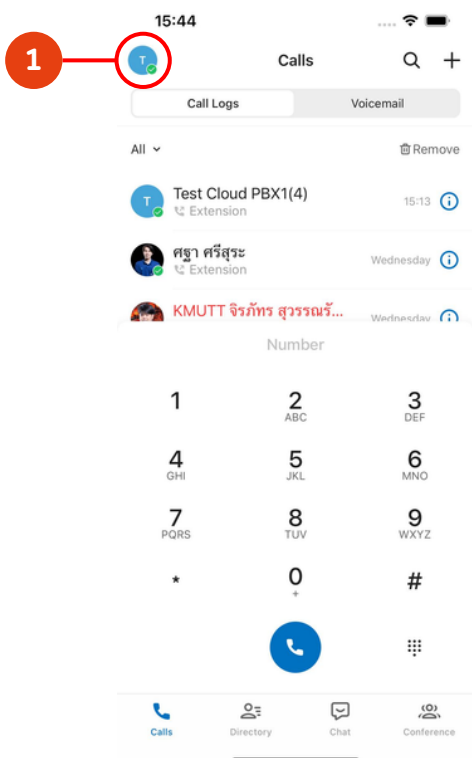 15:44
1
T
Calls
Call Logs
Voicemail
All
Remove
T
Test Cloud PBX1(4)
Extension
15:13
ศฐา ศรีสุระ
Extension
Wednesday
KMUTT จิรภัทร สุวรรณรั...
Wednesday
Number
1
2
3
ABC
DEF
4
5
6
GHI
JKL
MNO
7
8
9
PQRS
TUV
WXYZ
*
0
#
+
Calls
Directory
Chat
Conference